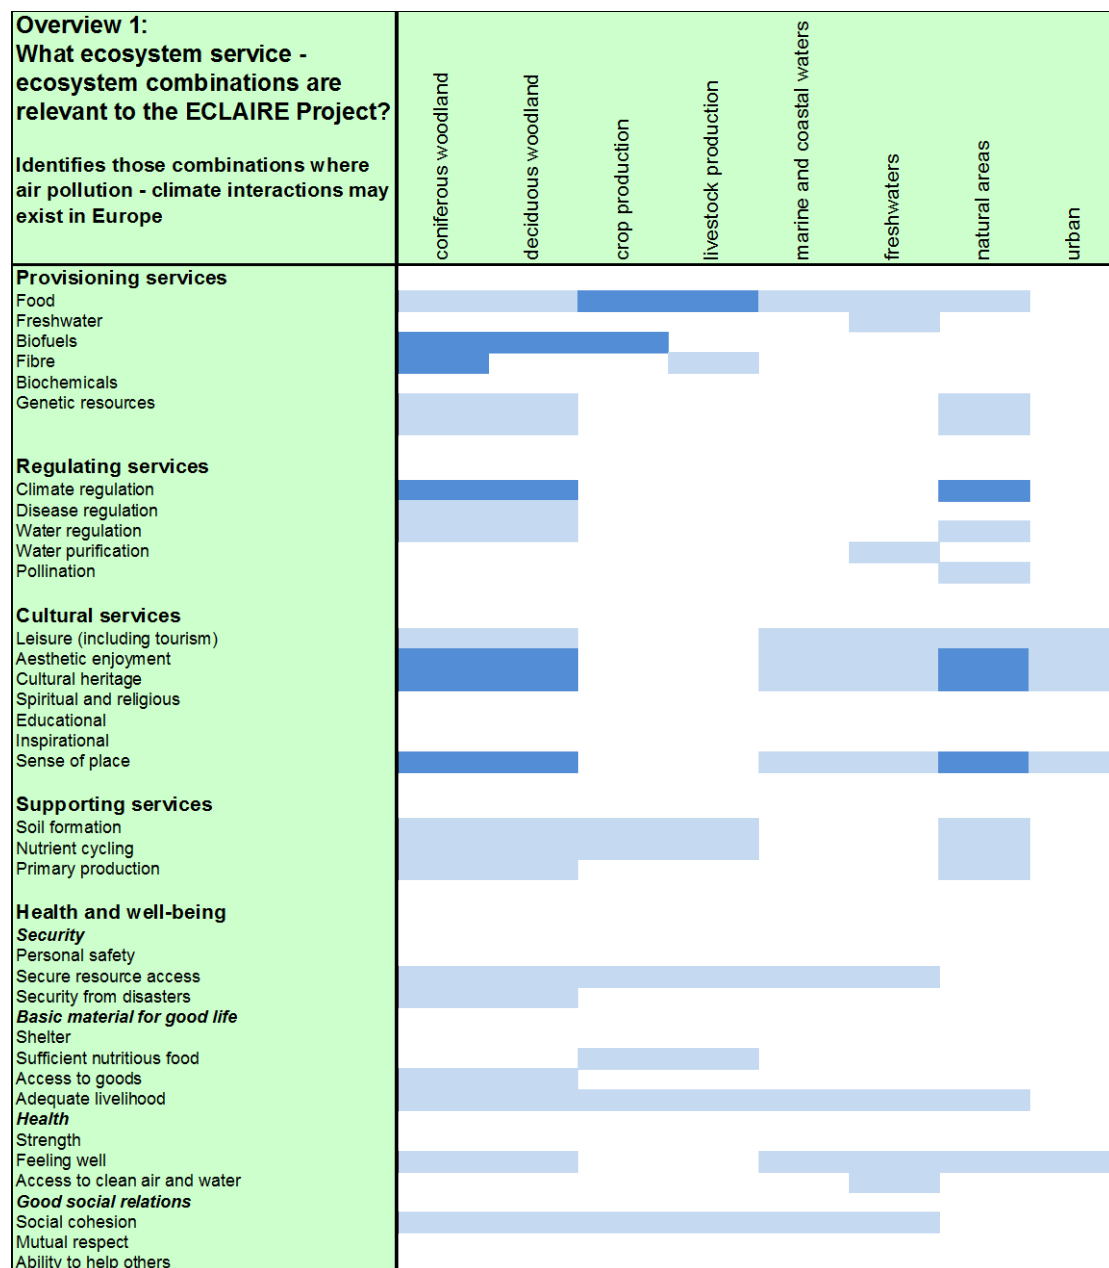 Overview 1:
What ecosystem service -
ecosystem combinations are
relevant to the ECLAIRE Project?
Identifies those combinations where
air pollution - climate interactions may
exist in Europe
coniferous woodland
deciduous woodland
crop production
livestock production
marine and coastal waters
freshwaters
natural areas
urban
Provisioning services
Food
Freshwater
Biofuels
Fibre
Biochemicals
Genetic resources
Regulating services
Climate regulation
Disease regulation
Water regulation
Water purification
Pollination
Cultural services
Leisure (including tourism)
Aesthetic enjoyment
Cultural heritage
Spiritual and religious
Educational
Inspirational
Sense of place
Supporting services
Soil formation
Nutrient cycling
Primary production
Health and well-being
Security
Personal safety
Secure resource access
Security from disasters
Basic material for good life
Shelter
Sufficient nutritious food
Access to goods
Adequate livelihood
Health
Strength
Feeling well
Access to clean air and water
Good social relations
Social cohesion
Mutual respect
Ability to help others